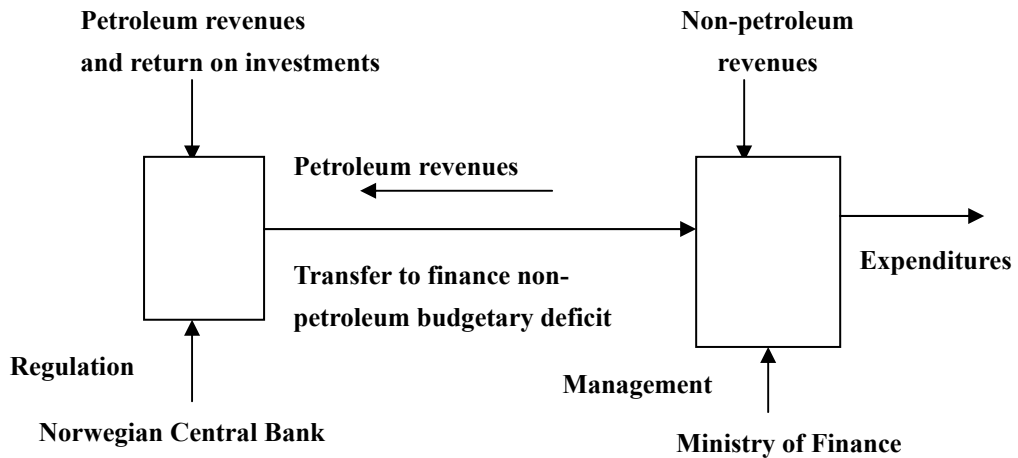 Petroleum revenues
and return on investments
Non-petroleum
revenues
Petroleum revenues
Transfer to finance non-
petroleum budgetary deficit
Expenditures
Regulation
Management
Norwegian Central Bank
Ministry of Finance